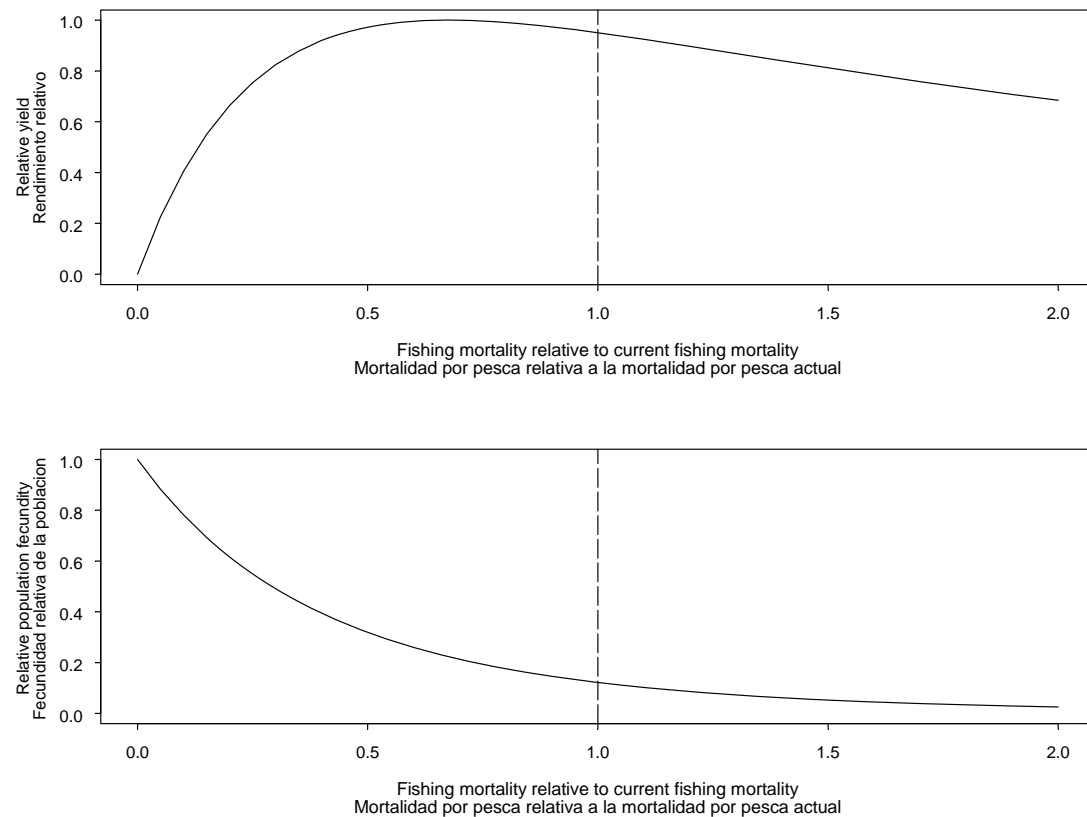 1.0
0.8
0.6
0.4
0.2
0.0
Relative yield
Rendimiento relativo
0.0 0.5 1.0 1.5 2.0
Fishing mortality relative to current fishing mortality
Mortalidad por pesca relativa a la mortalidad por pesca actual
1.0
0.8
0.6
0.4
0.2
0.0
Relative population fecundity
Fecundidad relativa de la poblacion
0.0 0.5 1.0 1.5 2.0
Fishing mortality relative to current fishing mortality
Mortalidad por pesca relativa a la mortalidad por pesca actual